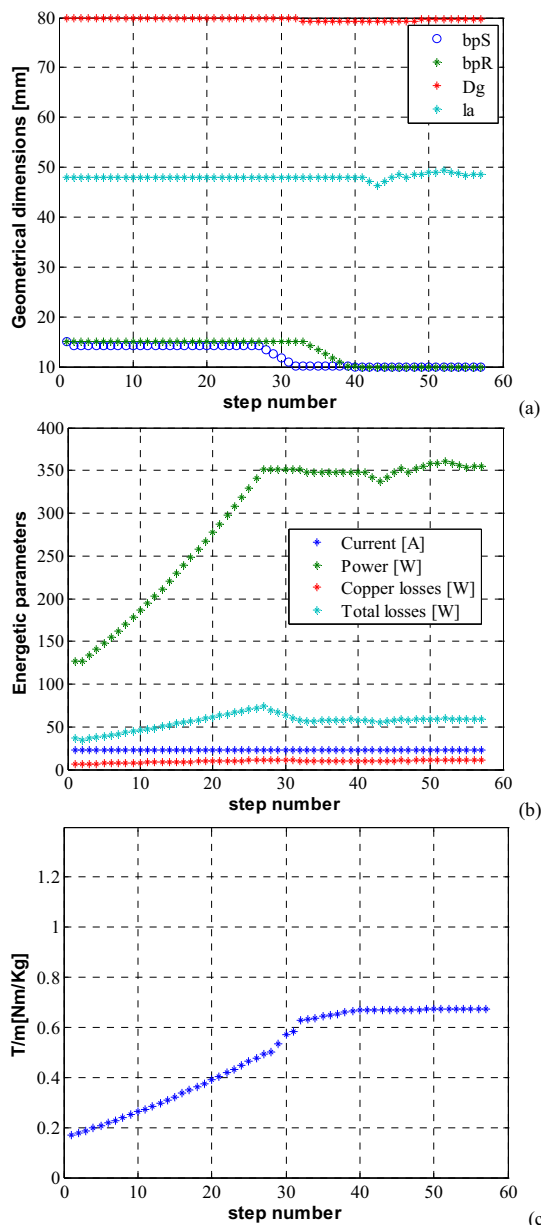 80
70
60
50
40
30
20
10
0 10 20 30 40 50 60
Geometrical dimensions [mm]
bpS
bpR
Dg
la
step number
(a)
400
350
300
250
200
150
100
50
0
0 10 20 30 40 50 60
Energetic parameters
Current [A]
Power [W]
Copper losses [W]
Total losses [W]
step number
(b)
1.2
1
0.8
0.6
0.4
0.2
0
0 10 20 30 40 50 60
T/m[Nm/Kg]
step number
(c